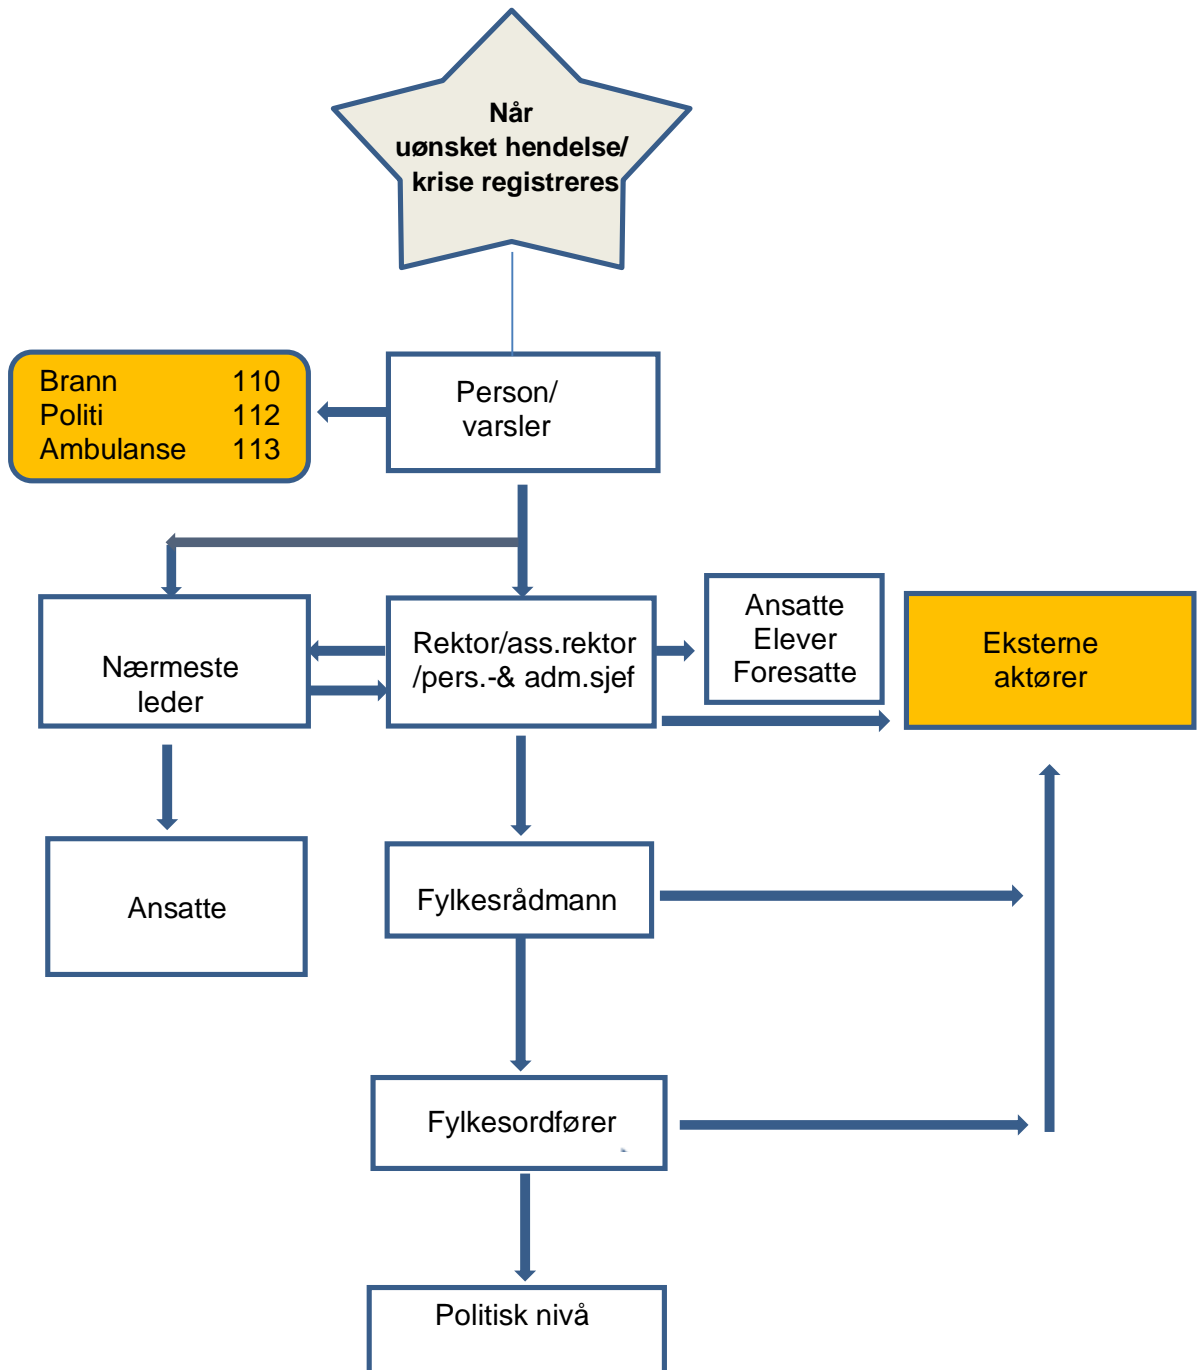 Når
uønsket hendelse/
krise registreres
Brann 110
Politi 112
Ambulanse 113
Person/
varsler
Nærmeste
leder
Rektor/ass.rektor
/pers.-& adm.sjef
Ansatte
Elever
Foresatte
Eksterne
aktører
Ansatte
Fylkesrådmann
Fylkesordfører
Politisk nivå